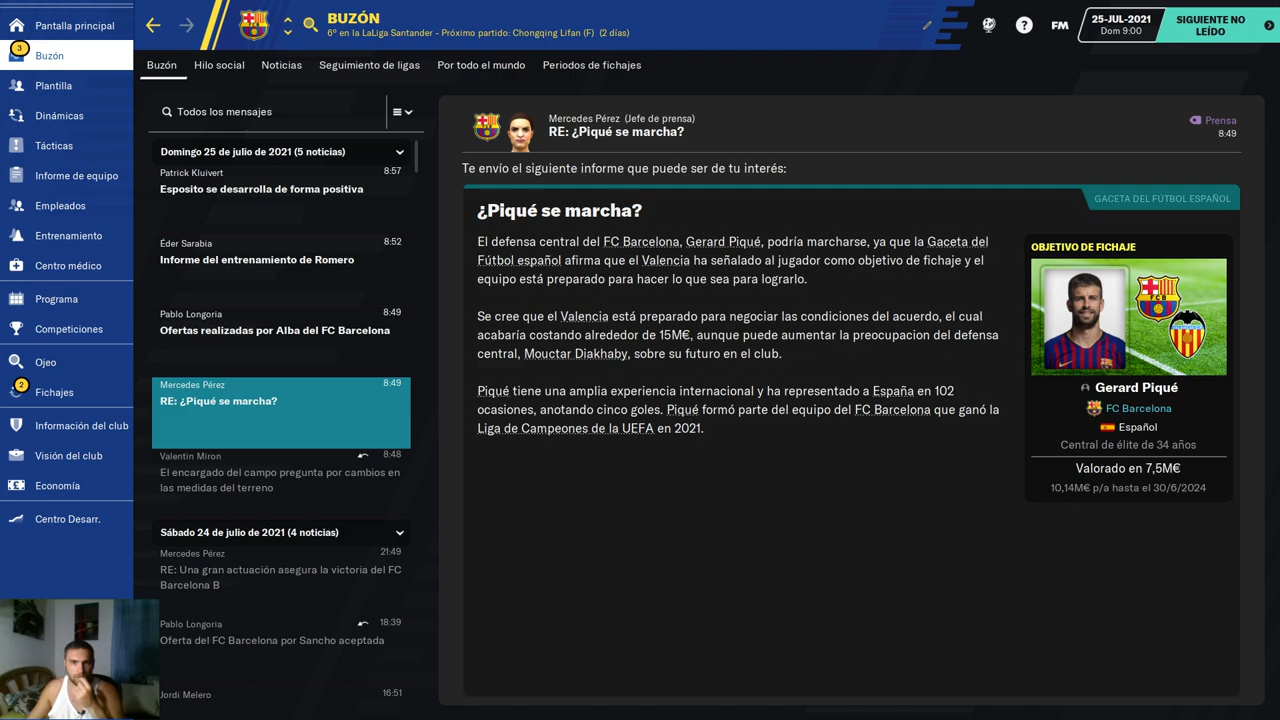 Pantalla principal
3
Buzón
Plantilla
Dinámicas
Tácticas
Informe de equipo
Empleados
Entrenamiento
Centro médico
Programa
Competiciones
Ojeo
2
Fichajes
Información del club
Visión del club
Economía
Centro Desarr.
BUZÓN
6º en la LaLiga Santander - Próximo partido: Chongqing Lifan (F) (2 días)
FM
25-JUL-2021
Dom 9:00
SIGUIENTE NO
LEÍDO
Buzón Hilo social Noticias Seguimiento de ligas Por todo el mundo Periodos de fichajes
Todos los mensajes
Domingo 25 de julio de 2021 (5 noticias)
Patrick Kluivert 8:57
Esposito se desarrolla de forma positiva
Éder Sarabia 8:52
Informe del entrenamiento de Romero
Pablo Longoria 8:49
Ofertas realizadas por Alba del FC Barcelona
Mercedes Pérez 8:49
RE: ¿Piqué se marcha?
Valentin Miron 8:48
El encargado del campo pregunta por cambios en
las medidas del terreno
Sábado 24 de julio de 2021 (4 noticias)
Mercedes Pérez 21:49
RE: Una gran actuación asegura la victoria del FC
Barcelona B
Pablo Longoria 18:39
Oferta del FC Barcelona por Sancho aceptada
Jordi Melero 16:51
Mercedes Pérez (Jefe de prensa)
RE: ¿Piqué se marcha?
Prensa
8:49
Te envío el siguiente informe que puede ser de tu interés:
GACETA DEL FÚTBOL ESPAÑOL
¿Piqué se marcha?
El defensa central del FC Barcelona, Gerard Piqué, podría marcharse, ya que la Gaceta del
Fútbol español afirma que el Valencia ha señalado al jugador como objetivo de fichaje y el
equipo está preparado para hacer lo que sea para lograrlo.
Se cree que el Valencia está preparado para negociar las condiciones del acuerdo, el cual
acabaría costando alrededor de 15M€, aunque puede aumentar la preocupacion del defensa
central, Mouctar Diakhaby, sobre su futuro en el club.
Piqué tiene una amplia experiencia internacional y ha representado a España en 102
ocasiones, anotando cinco goles. Piqué formó parte del equipo del FC Barcelona que ganó la
Liga de Campeones de la UEFA en 2021.
OBJETIVO DE FICHAJE
Gerard Piqué
FC Barcelona
Español
Central de élite de 34 años
Valorado en 7,5M€
10,14M€ p/a hasta el 30/6/2024